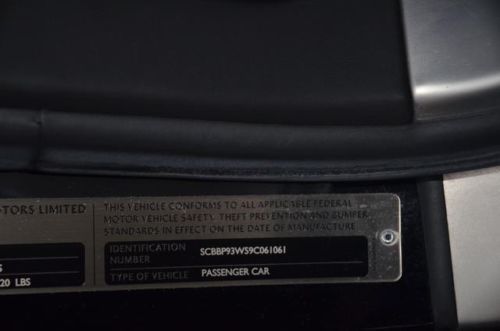 TORS LIMITED
THIS VEHICLE CONFORMS TO ALL APPLICABLE FEDERAL
MOTOR VEHICLE SAFETY, THEFT PREVENTION AND BUMPER
STANDARDS IN EFFECT ON THE DATE OF MANUFACTURE
IDENTIFICATION NUMBER SCBBP93W59C061061
S
20 LBS
TYPE OF VEHICLE PASSENGER CAR